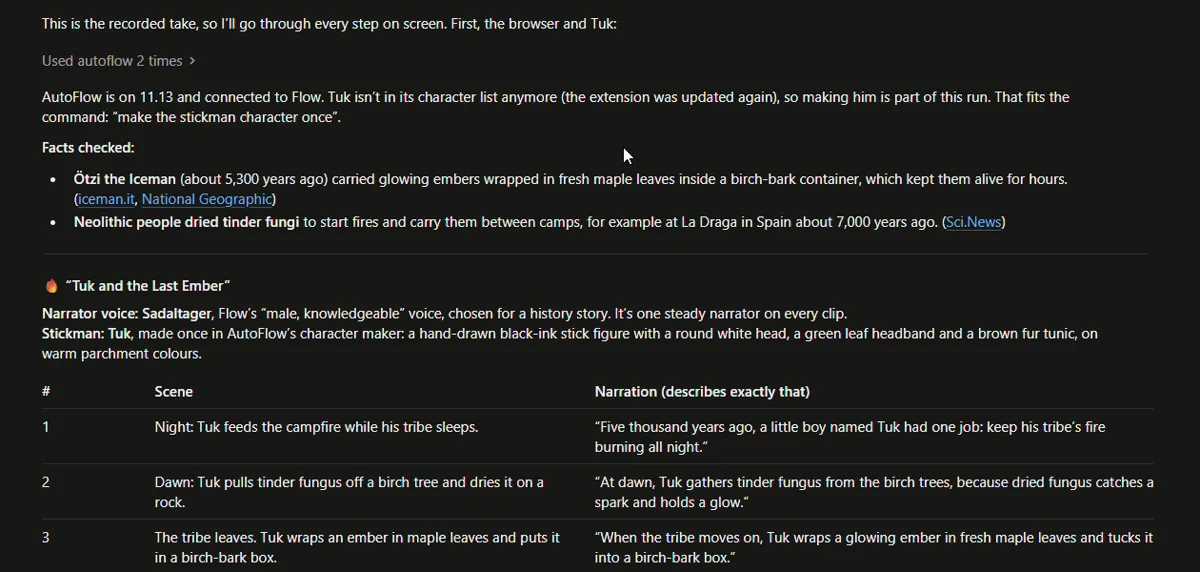 This is the recorded take, so I'll go through every step on screen. First, the browser and Tuk:
Used autoflow 2 times >
AutoFlow is on 11.13 and connected to Flow. Tuk isn't in its character list anymore (the extension was updated again), so making him is part of this run. That fits the
command: "make the stickman character once".
Facts checked:
• Ötzi the Iceman (about 5,300 years ago) carried glowing embers wrapped in fresh maple leaves inside a birch-bark container, which kept them alive for hours.
(iceman.it, National Geographic)
• Neolithic people dried tinder fungi to start fires and carry them between camps, for example at La Draga in Spain about 7,000 years ago. (Sci.News)
🔥 "Tuk and the Last Ember"
Narrator voice: Sadaltager, Flow's "male, knowledgeable" voice, chosen for a history story. It's one steady narrator on every clip.
Stickman: Tuk, made once in AutoFlow's character maker: a hand-drawn black-ink stick figure with a round white head, a green leaf headband and a brown fur tunic, on
warm parchment colours.
# Scene Narration (describes exactly that)
1 Night: Tuk feeds the campfire while his tribe sleeps. "Five thousand years ago, a little boy named Tuk had one job: keep his tribe's fire
burning all night."
2 Dawn: Tuk pulls tinder fungus off a birch tree and dries it on a "At dawn, Tuk gathers tinder fungus from the birch trees, because dried fungus catches a
rock. spark and holds a glow."
3 The tribe leaves. Tuk wraps an ember in maple leaves and puts it "When the tribe moves on, Tuk wraps a glowing ember in fresh maple leaves and tucks it
in a birch-bark box. into a birch-bark box."